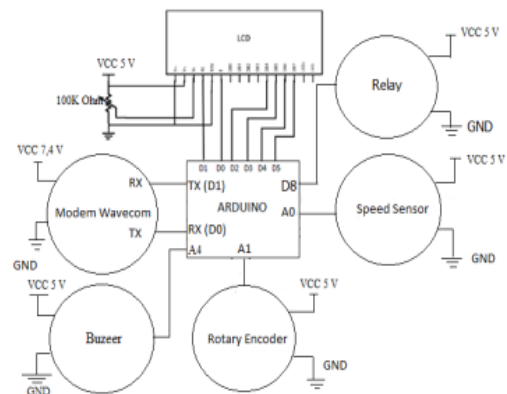 LCD
VCC 5 V
100K Ohm
VCC 5 V
Relay
GND
VCC 7,4 V
RX
Modem Wavecom
TX
GND
D1 D0 D2 D3 D4 D5
TX (D1)
D8
ARDUINO
A0
RX (D0)
A4
A1
VCC 5 V
Speed Sensor
GND
VCC 5 V
Buzeer
GND
VCC 5 V
Rotary Encoder
GND